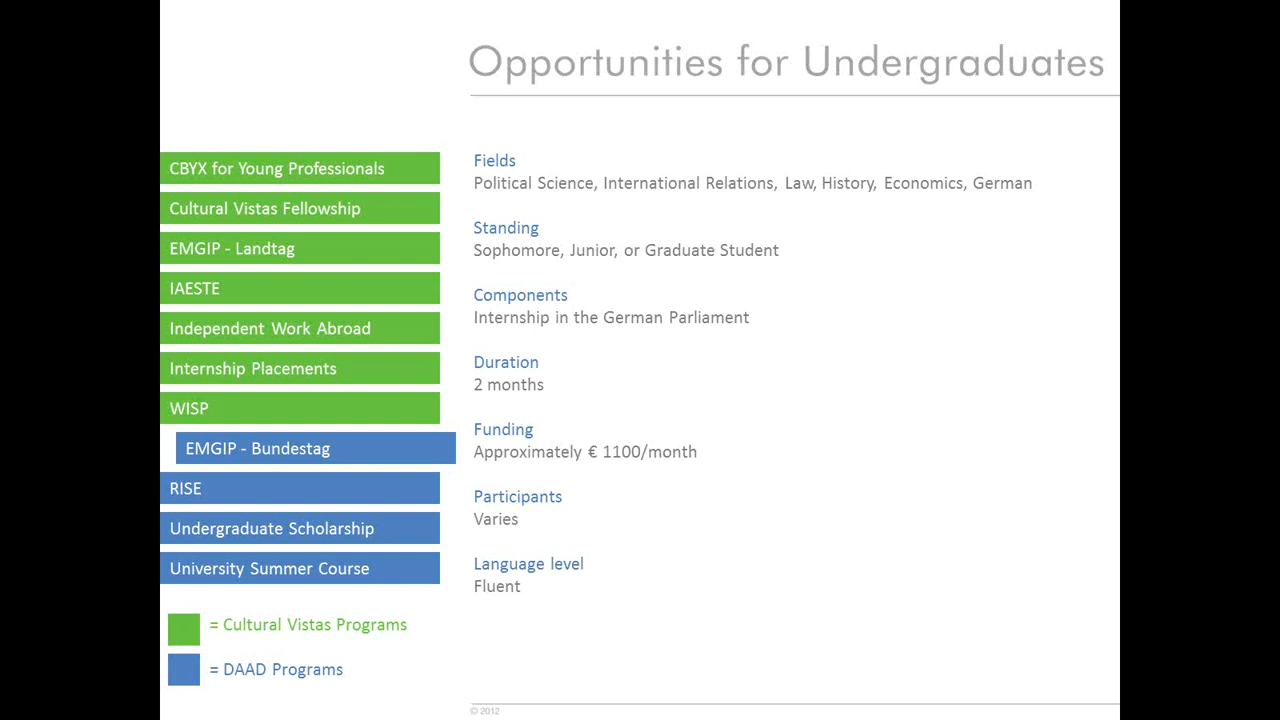 Opportunities for Undergraduates
CBYX for Young Professionals
Cultural Vistas Fellowship
EMGIP - Landtag
IAESTE
Independent Work Abroad
Internship Placements
WISP
EMGIP - Bundestag
RISE
Undergraduate Scholarship
University Summer Course
= Cultural Vistas Programs
= DAAD Programs
Fields
Political Science, International Relations, Law, History, Economics, German
Standing
Sophomore, Junior, or Graduate Student
Components
Internship in the German Parliament
Duration
2 months
Funding
Approximately € 1100/month
Participants
Varies
Language level
Fluent
© 2012